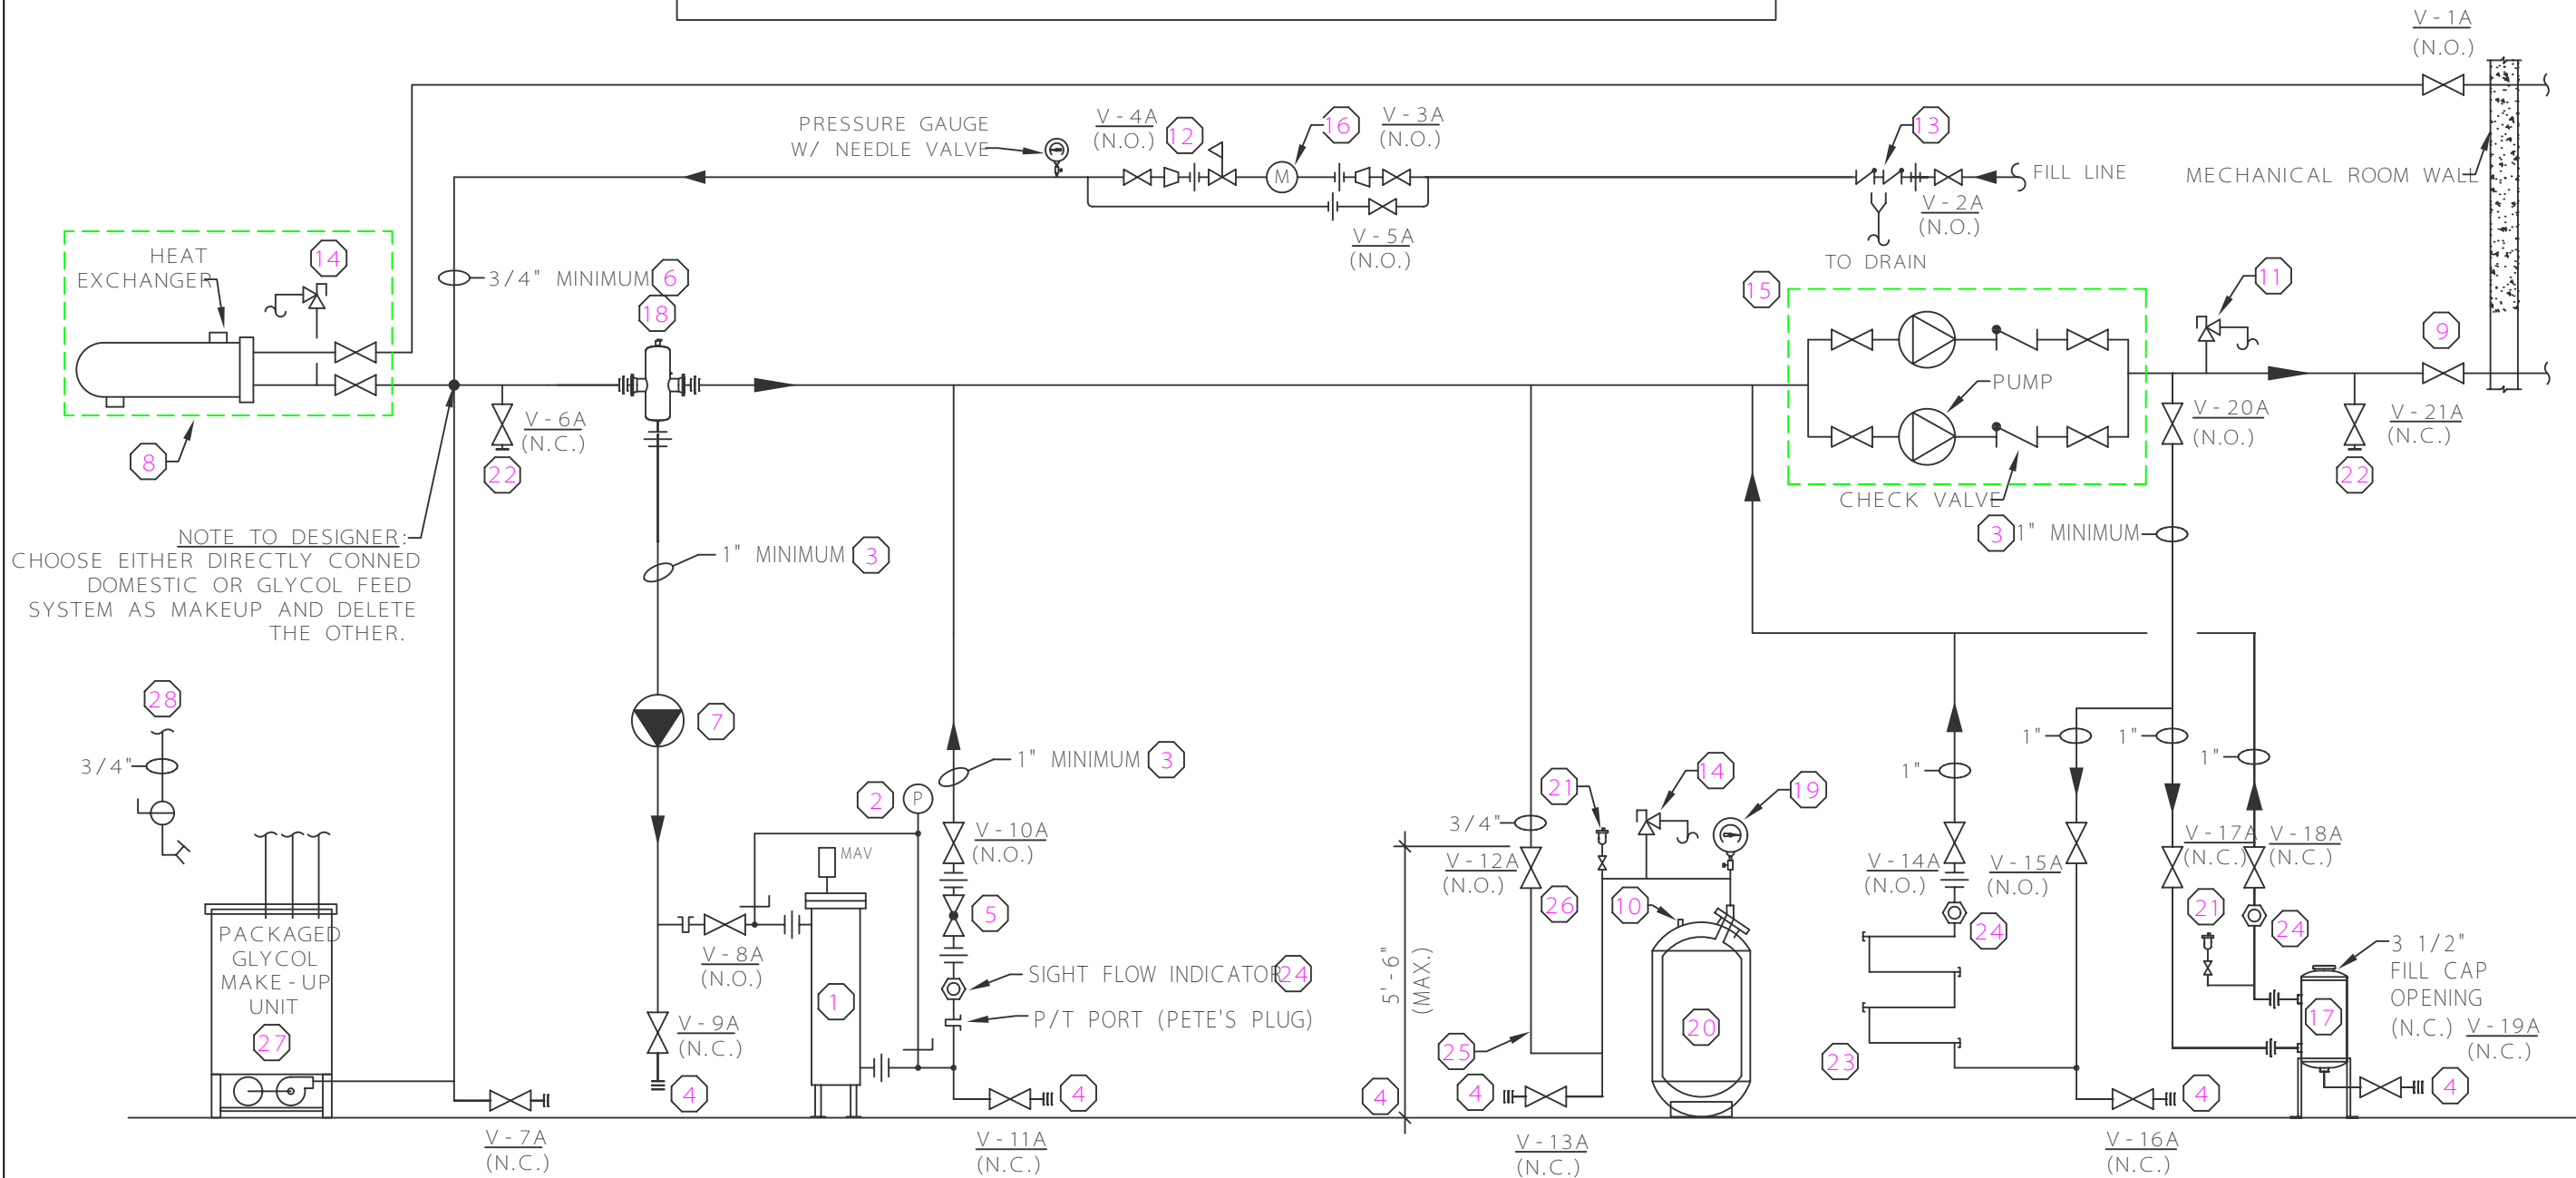 V-1A
(N.O.)
PRESSURE GAUGE
W/ NEEDLE VALVE
V-4A
(N.O.)
12
M
16
V-3A
(N.O.)
13
FILL LINE
V-2A
(N.O.)
TO DRAIN
MECHANICAL ROOM WALL
V-5A
(N.O.)
HEAT
EXCHANGER
14
3/4" MINIMUM
6
18
15
11
9
PUMP
CHECK VALVE
V-20A
(N.O.)
V-21A
(N.C.)
22
8
V-6A
(N.C.)
22
NOTE TO DESIGNER:
CHOOSE EITHER DIRECTLY CONNED
DOMESTIC OR GLYCOL FEED
SYSTEM AS MAKEUP AND DELETE
THE OTHER.
1" MINIMUM
3
3
1" MINIMUM
28
3/4"
7
1" MINIMUM
3
2
P
MAV
V-10A
(N.O.)
5
V-8A
(N.O.)
1
SIGHT FLOW INDICATOR
24
P/T PORT (PETE'S PLUG)
V-9A
(N.C.)
4
4
V-11A
(N.C.)
PACKAGED
GLYCOL
MAKE-UP
UNIT
27
V-7A
(N.C.)
3/4"
V-12A
(N.O.)
26
5'-6"
(MAX.)
25
4
4
V-13A
(N.C.)
21
14
19
10
20
1"
1"
1"
1"
V-14A
(N.O.)
V-15A
(N.O.)
V-17A
(N.C.)
V-18A
(N.C.)
24
21
24
23
3 1/2"
FILL CAP
OPENING
(N.C.)
V-19A
(N.C.)
17
4
4
V-16A
(N.C.)